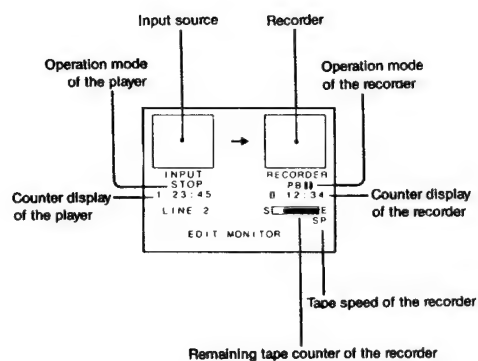 Input source
Recorder
Operation mode
of the player
Operation mode
of the recorder
INPUT
STOP
1 23:45
LINE 2
RECORDER
PB
0 12:34
S E
SP
EDIT MONITOR
Counter display
of the player
Counter display
of the recorder
Tape speed of the recorder
Remaining tape counter of the recorder